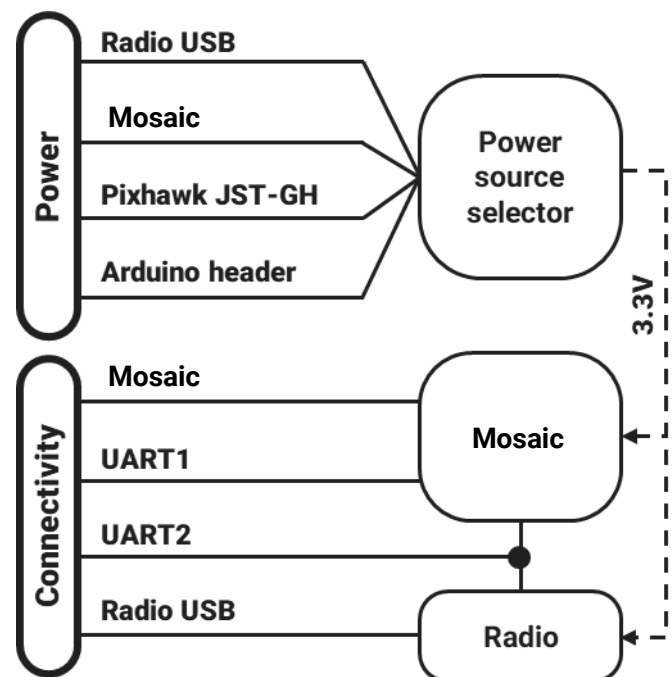 Power
Radio USB
Mosaic
Pixhawk JST-GH
Arduino header
Power
source
selector
3.3V
Connectivity
Mosaic
UART1
UART2
Radio USB
Mosaic
Radio